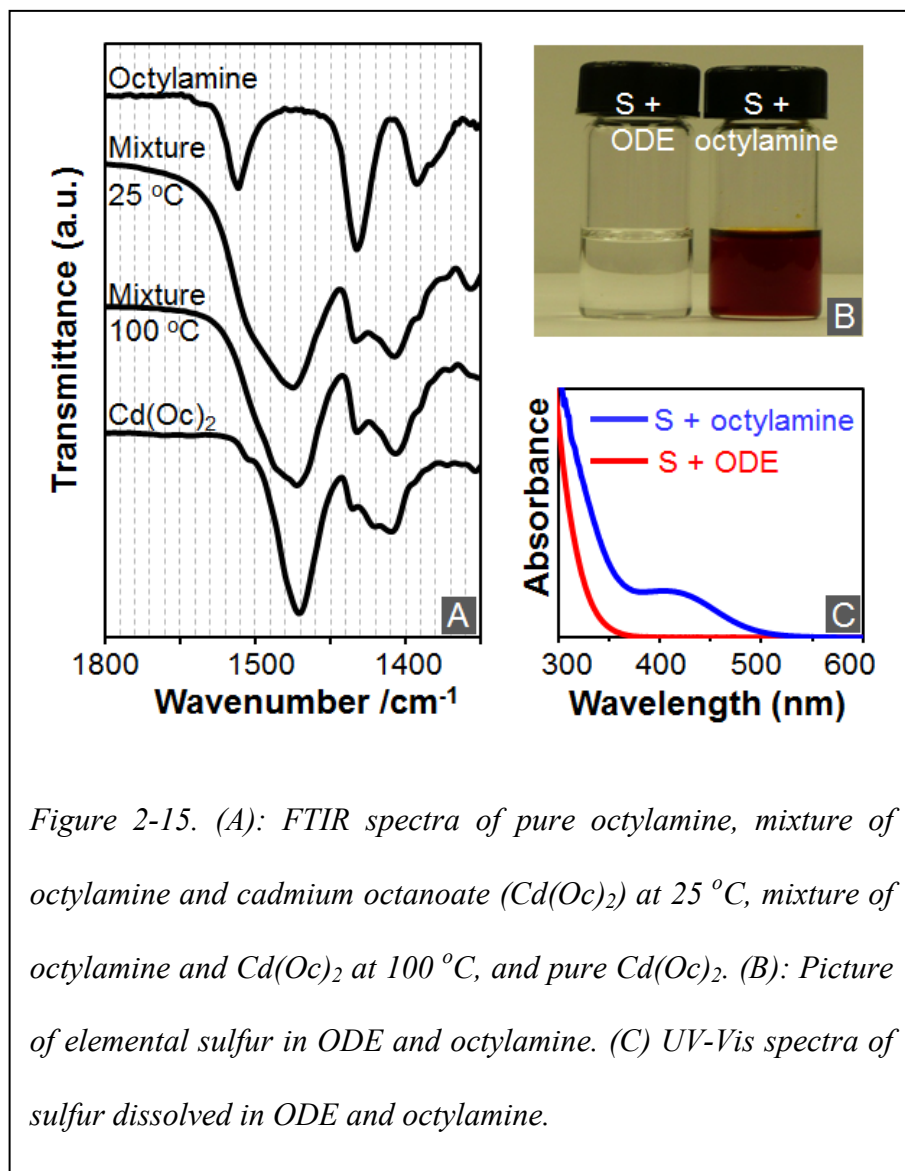 Octylamine
Mixture
25 °C
Mixture
100 °C
Cd(Oc)₂
Transmittance (a.u.)
A
1800 1500 1400
Wavenumber /cm⁻¹
S +
ODE
S +
octylamine
B
Absorbance
S + octylamine
S + ODE
C
300 400 500 600
Wavelength (nm)
Figure 2-15. (A): FTIR spectra of pure octylamine, mixture of
octylamine and cadmium octanoate (Cd(Oc)₂) at 25 °C, mixture of
octylamine and Cd(Oc)₂ at 100 °C, and pure Cd(Oc)₂. (B): Picture
of elemental sulfur in ODE and octylamine. (C) UV-Vis spectra of
sulfur dissolved in ODE and octylamine.